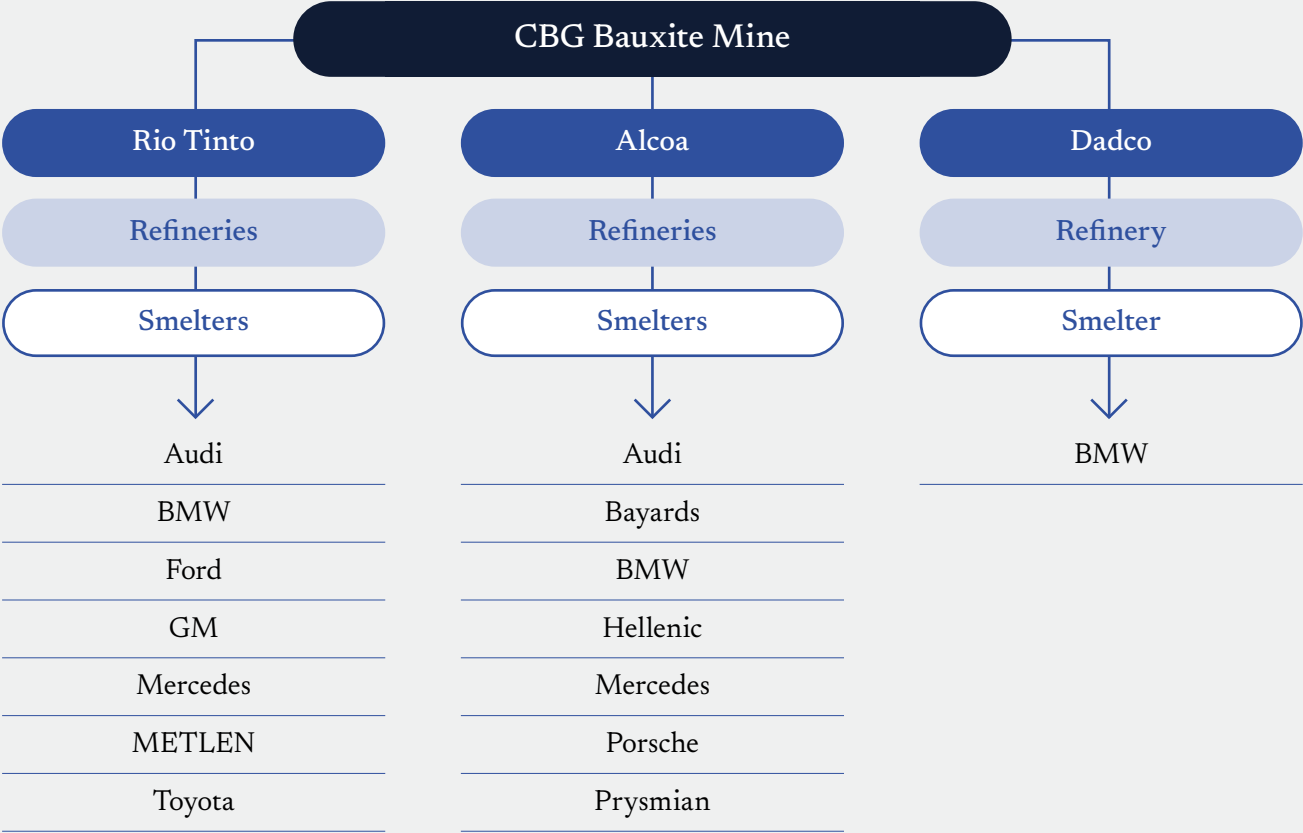 CBG Bauxite Mine
Rio Tinto
Refineries
Smelters
Audi
BMW
Ford
GM
Mercedes
METLEN
Toyota
Alcoa
Refineries
Smelters
Audi
Bayards
BMW
Hellenic
Mercedes
Porsche
Prysmian
Dadco
Refinery
Smelter
BMW